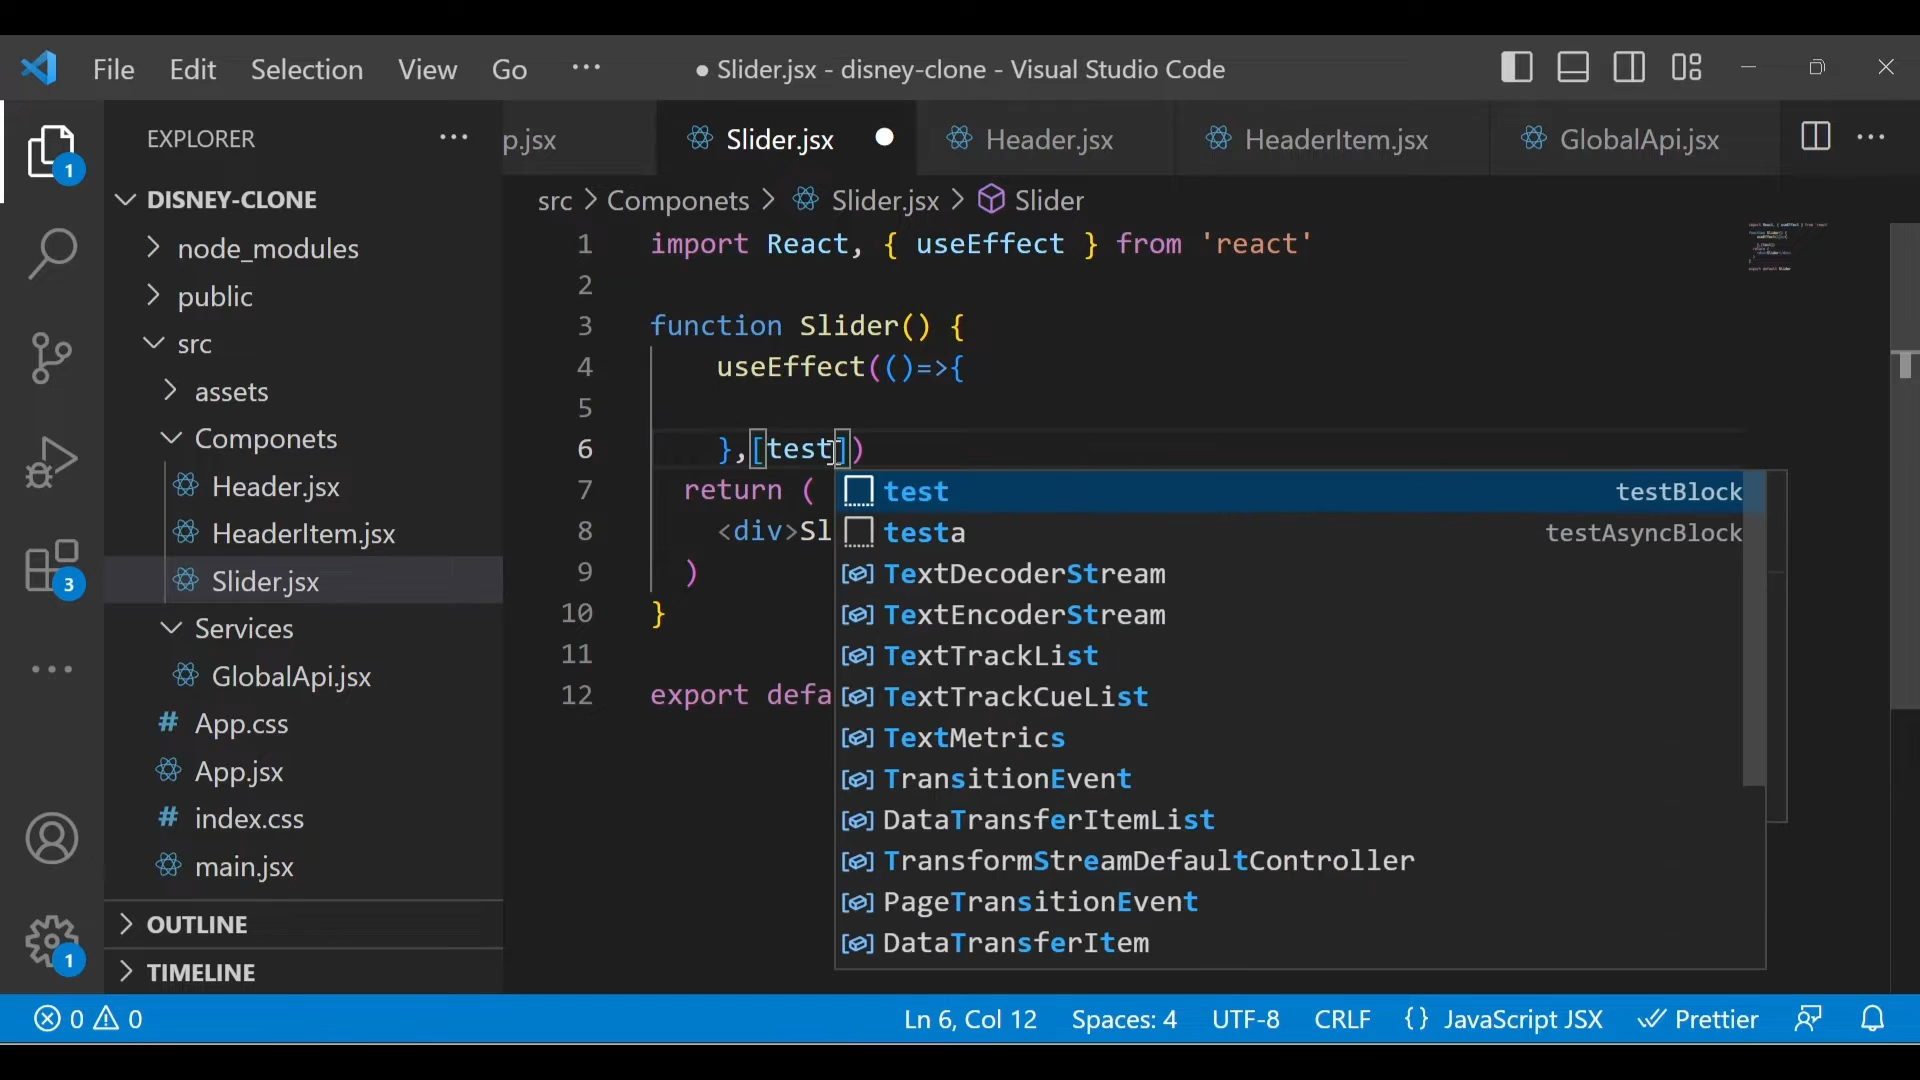 File Edit Selection View Go ··· ● Slider.jsx - disney-clone - Visual Studio Code
EXPLORER ···
p.jsx Slider.jsx ● Header.jsx HeaderItem.jsx GlobalApi.jsx ···
1
DISNEY-CLONE
src > Componets > Slider.jsx > Slider
node_modules
public
src
assets
Componets
Header.jsx
HeaderItem.jsx
Slider.jsx
Services
GlobalApi.jsx
# App.css
App.jsx
# index.css
main.jsx
OUTLINE
TIMELINE
3
1
1 import React, { useEffect } from 'react'
2
3 function Slider() {
4 useEffect(()=>{
5
6 },[test])
7 return (
8 <div>Sl
9 )
10 }
11
12 export defa
test testBlock
testa testAsyncBlock
TextDecoderStream
TextEncoderStream
TextTrackList
TextTrackCueList
TextMetrics
TransitionEvent
DataTransferItemList
TransformStreamDefaultController
PageTransitionEvent
DataTransferItem
0 0 Ln 6, Col 12 Spaces: 4 UTF-8 CRLF {} JavaScript JSX Prettier